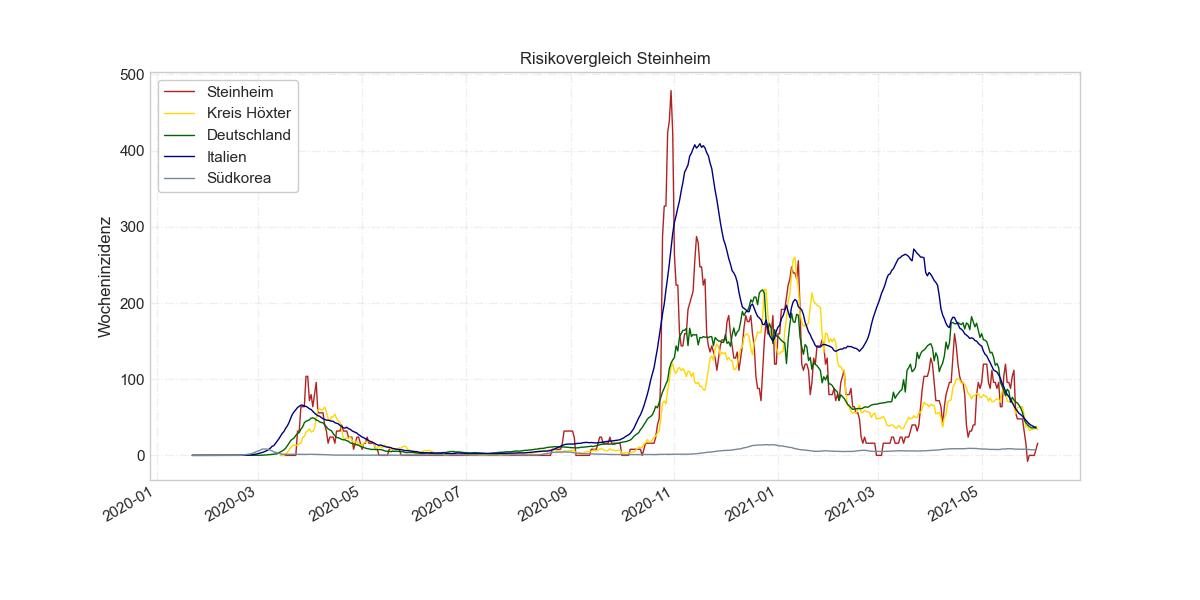 Risikovergleich Steinheim
Wocheninzidenz
500
400
300
200
100
0
Steinheim
Kreis Höxter
Deutschland
Italien
Südkorea
2020-01
2020-03
2020-05
2020-07
2020-09
2020-11
2021-01
2021-03
2021-05